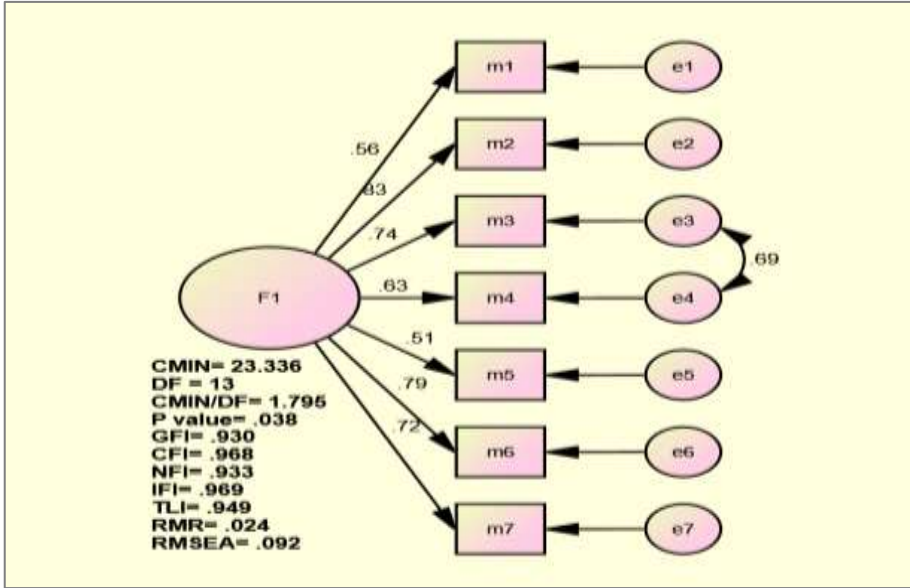 m1
e1
.56
m2
e2
.83
m3
e3
.74
.69
F1
.63
m4
e4
.51
m5
e5
.79
m6
e6
.72
m7
e7
CMIN= 23.336
DF = 13
CMIN/DF= 1.795
P value= .038
GFI= .930
CFI= .968
NFI= .933
IFI= .969
TLI= .949
RMR= .024
RMSEA= .092